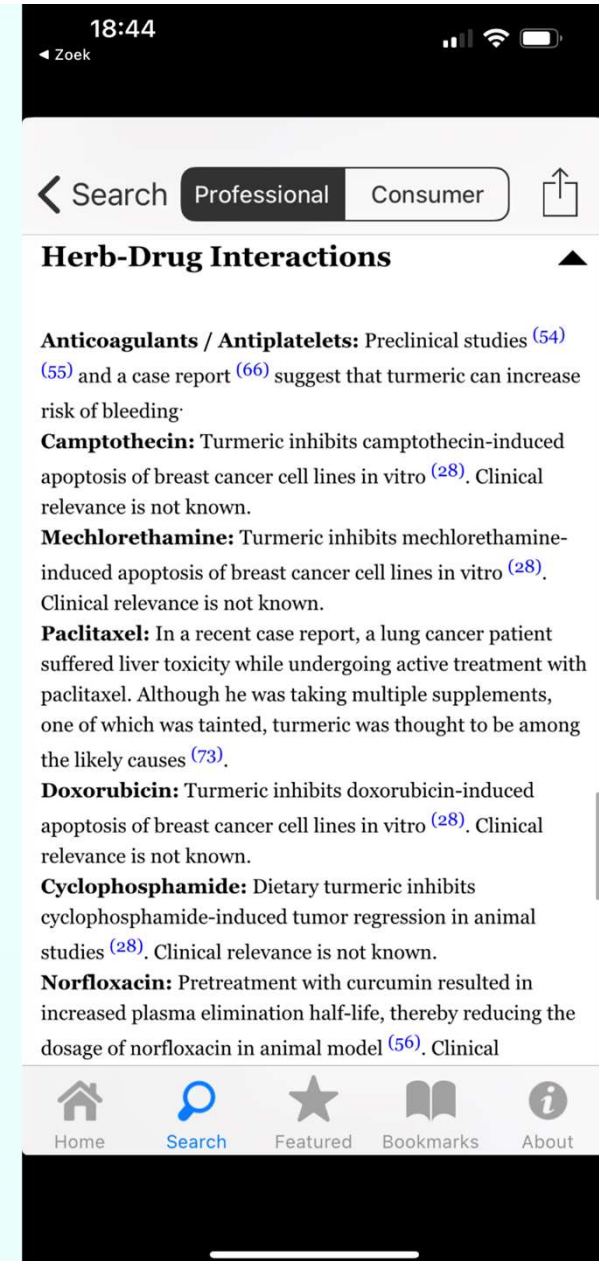 18:44
◀ Zoek
Search
Professional
Consumer
Herb-Drug Interactions
Anticoagulants / Antiplatelets: Preclinical studies (54)
(55) and a case report (66) suggest that turmeric can increase
risk of bleeding.
Camptothecin: Turmeric inhibits camptothecin-induced
apoptosis of breast cancer cell lines in vitro (28). Clinical
relevance is not known.
Mechlorethamine: Turmeric inhibits mechlorethamine-
induced apoptosis of breast cancer cell lines in vitro (28).
Clinical relevance is not known.
Paclitaxel: In a recent case report, a lung cancer patient
suffered liver toxicity while undergoing active treatment with
paclitaxel. Although he was taking multiple supplements,
one of which was tainted, turmeric was thought to be among
the likely causes (73).
Doxorubicin: Turmeric inhibits doxorubicin-induced
apoptosis of breast cancer cell lines in vitro (28). Clinical
relevance is not known.
Cyclophosphamide: Dietary turmeric inhibits
cyclophosphamide-induced tumor regression in animal
studies (28). Clinical relevance is not known.
Norfloxacin: Pretreatment with curcumin resulted in
increased plasma elimination half-life, thereby reducing the
dosage of norfloxacin in animal model (56). Clinical
Home
Search
Featured
Bookmarks
About